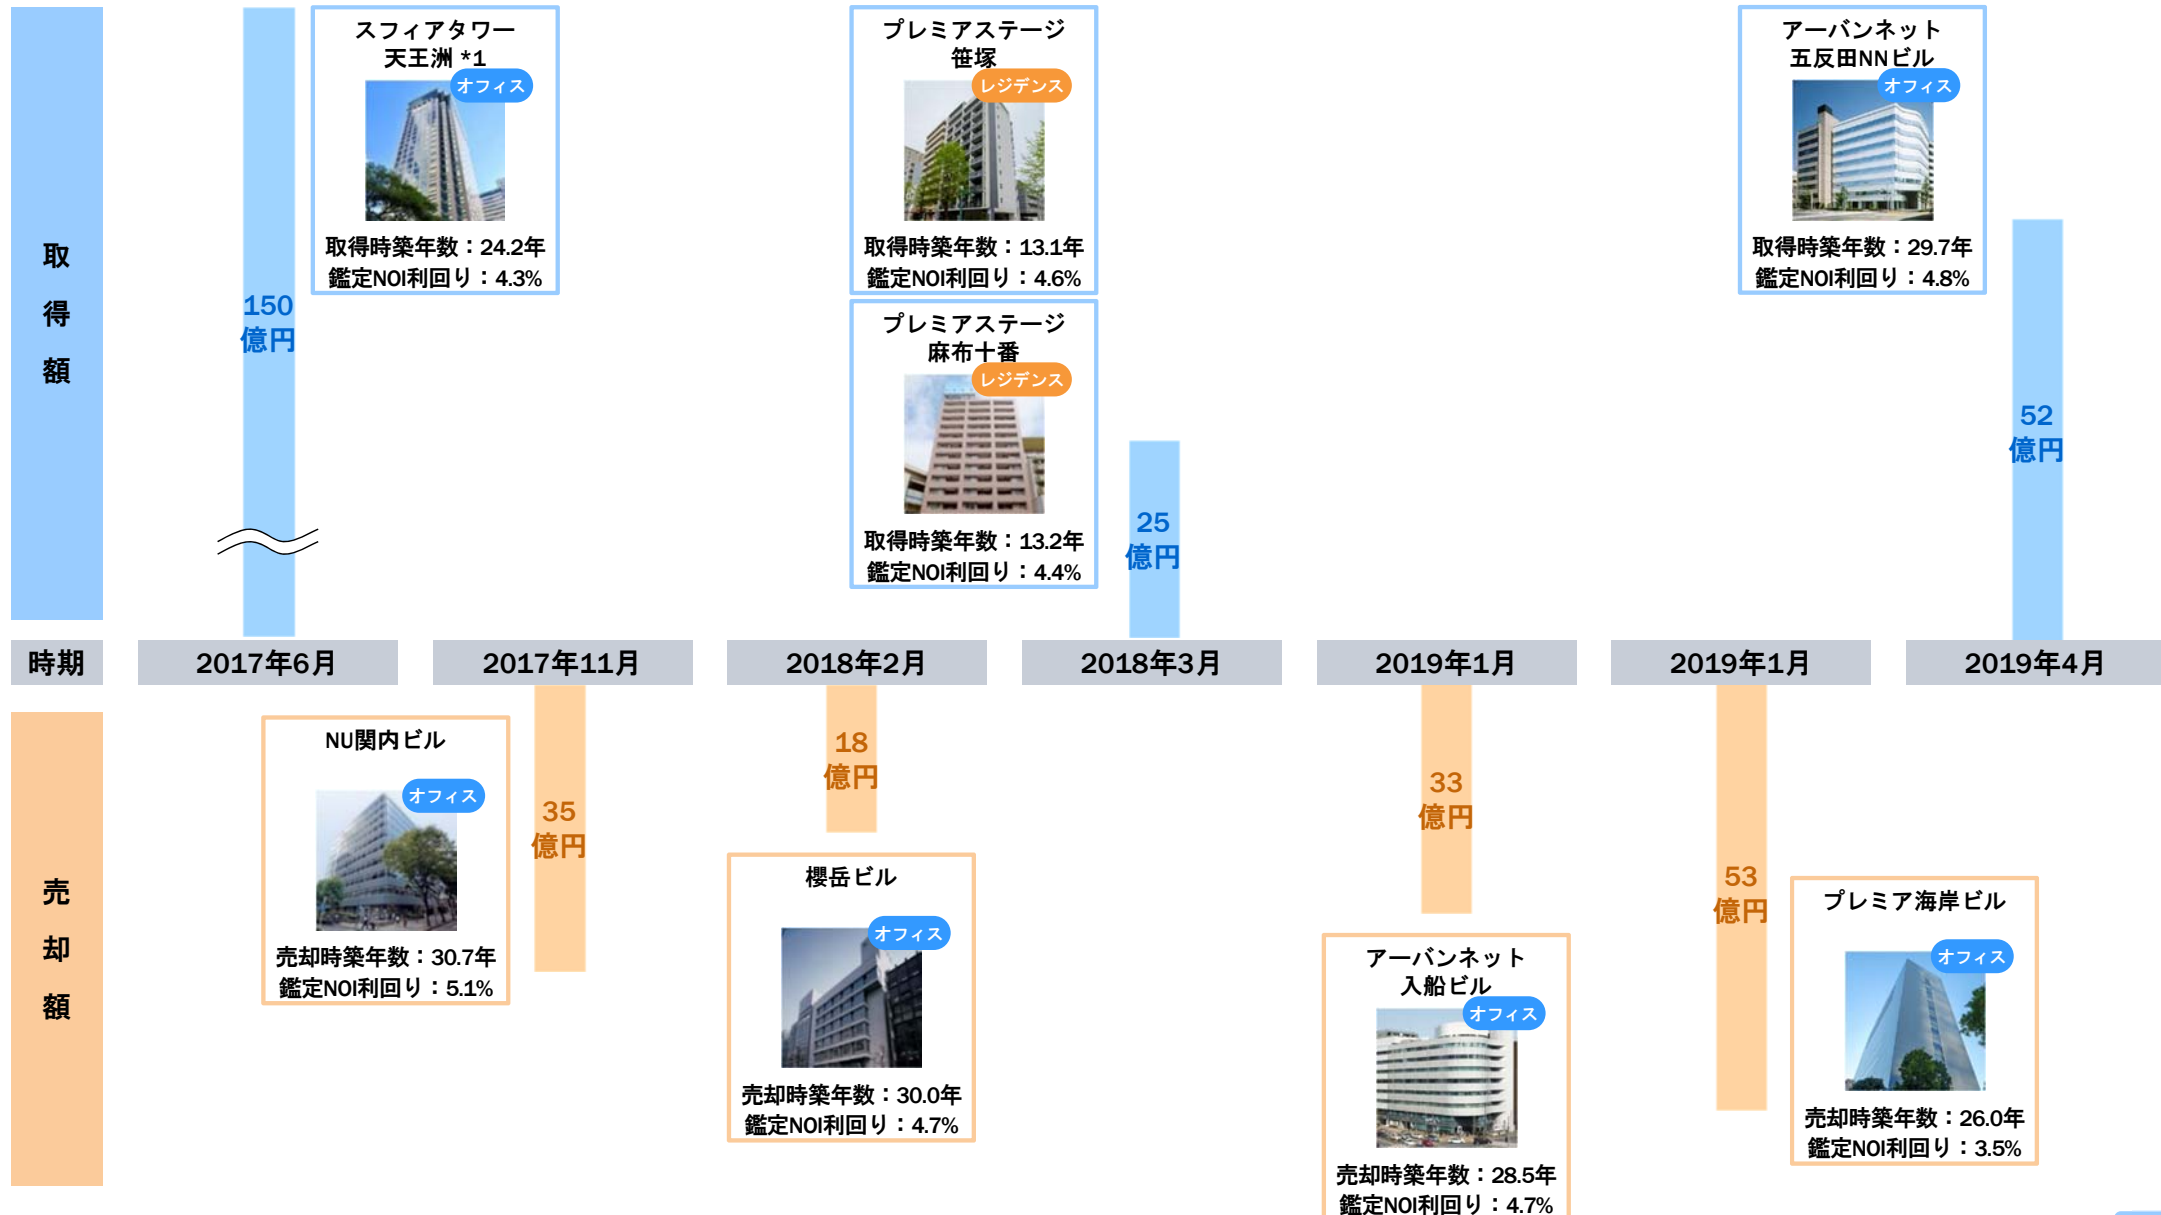 取
得
額
150
億円
スフィアタワー
天王洲 *1
オフィス
取得時築年数：24.2年
鑑定NOI利回り：4.3%
プレミアステージ
笹塚
レジデンス
取得時築年数：13.1年
鑑定NOI利回り：4.6%
プレミアステージ
麻布十番
レジデンス
取得時築年数：13.2年
鑑定NOI利回り：4.4%
25
億円
アーバンネット
五反田NNビル
オフィス
取得時築年数：29.7年
鑑定NOI利回り：4.8%
52
億円
時期
2017年6月
2017年11月
2018年2月
2018年3月
2019年1月
2019年1月
2019年4月
売
却
額
NU関内ビル
オフィス
売却時築年数：30.7年
鑑定NOI利回り：5.1%
35
億円
18
億円
櫻岳ビル
オフィス
売却時築年数：30.0年
鑑定NOI利回り：4.7%
33
億円
アーバンネット
入船ビル
オフィス
売却時築年数：28.5年
鑑定NOI利回り：4.7%
53
億円
プレミア海岸ビル
オフィス
売却時築年数：26.0年
鑑定NOI利回り：3.5%